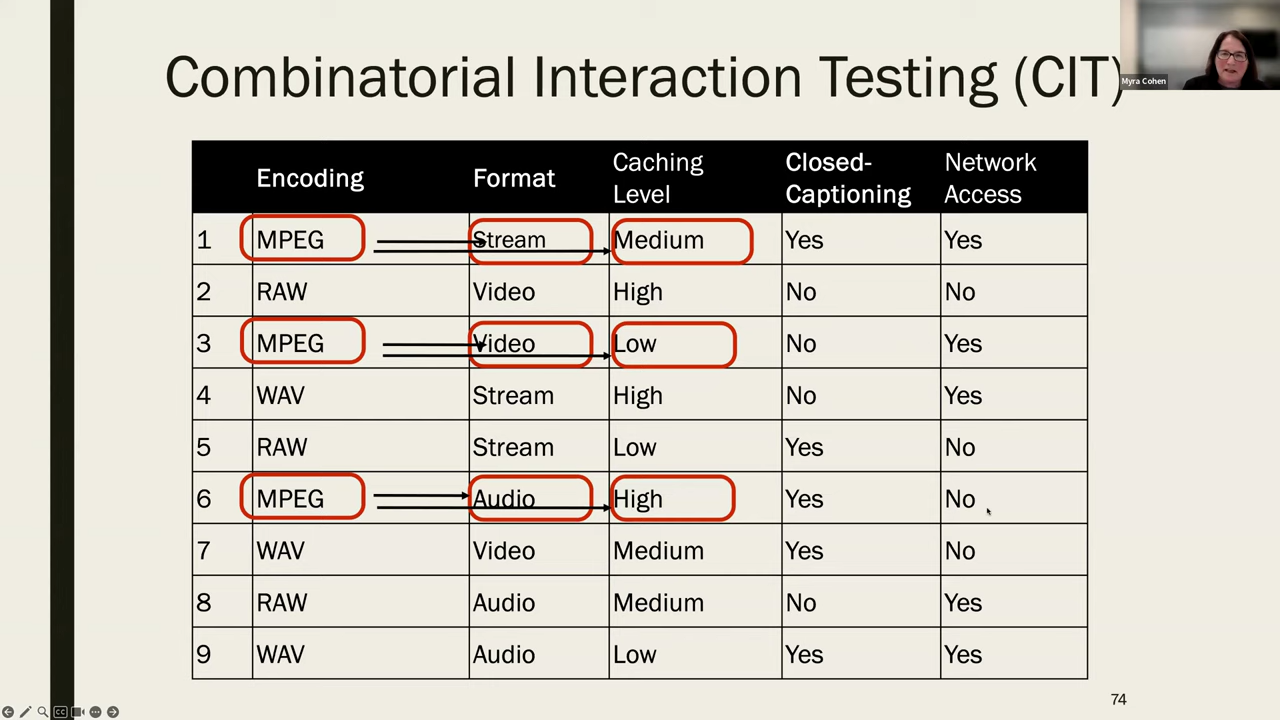 Combinatorial Interaction Testing (CIT)
Myra Cohen
Encoding Format Caching Level Closed-Captioning Network Access
1 MPEG Stream Medium Yes Yes
2 RAW Video High No No
3 MPEG Video Low No Yes
4 WAV Stream High No Yes
5 RAW Stream Low Yes No
6 MPEG Audio High Yes No
7 WAV Video Medium Yes No
8 RAW Audio Medium No Yes
9 WAV Audio Low Yes Yes
74
CC